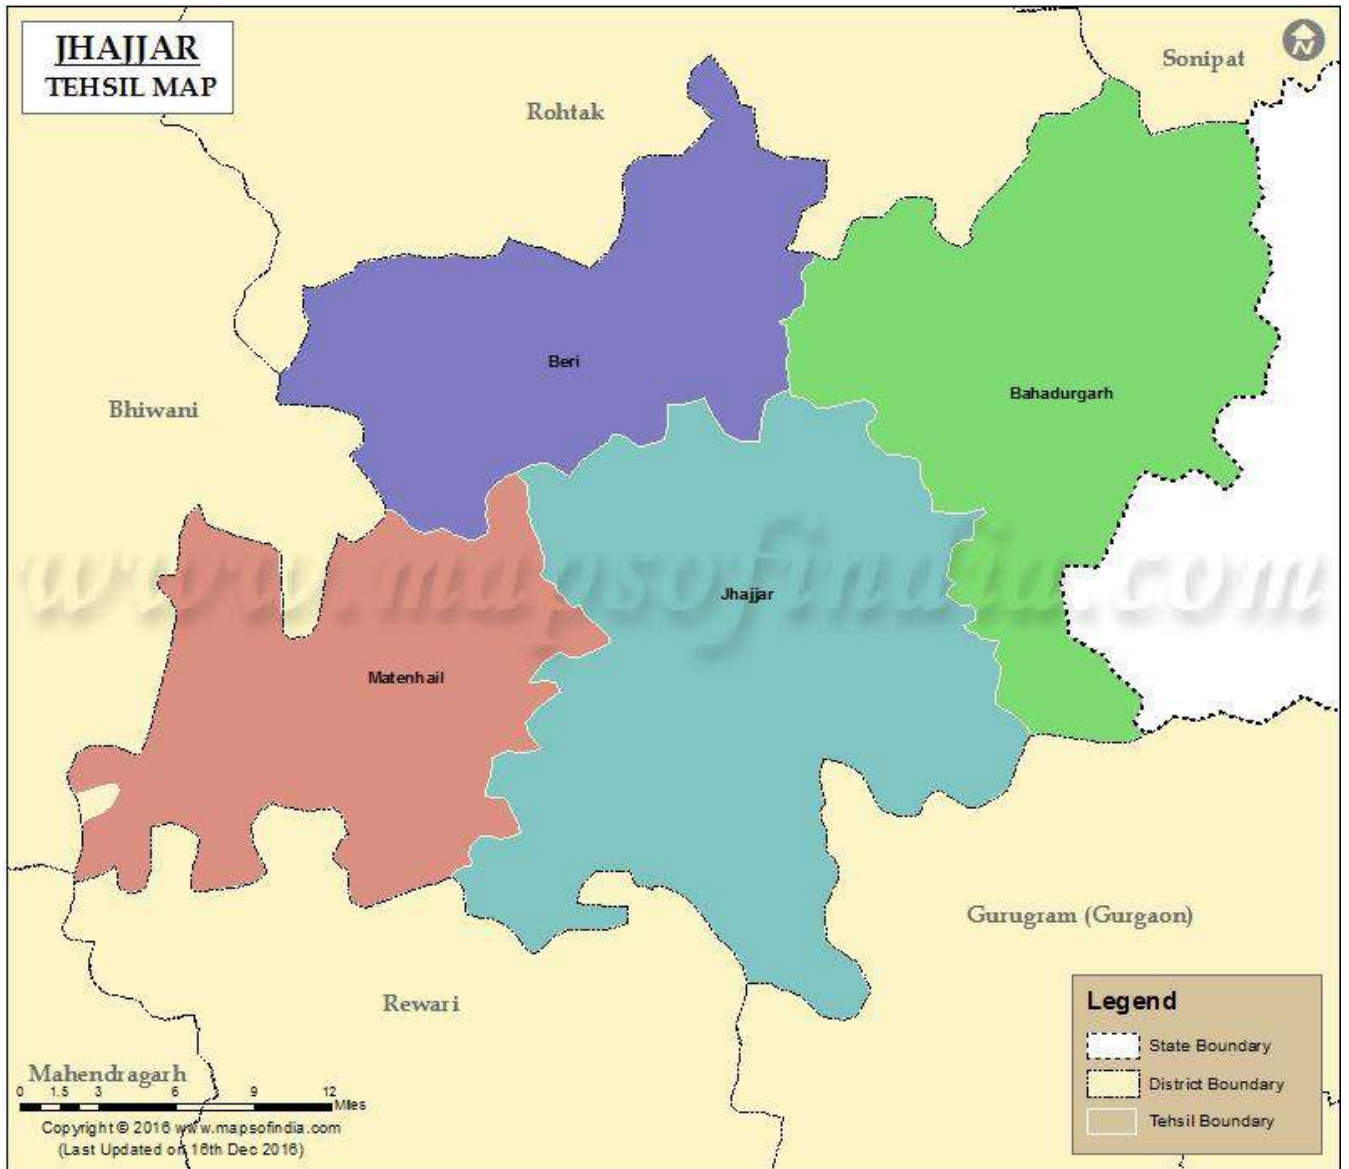 JHAJJAR
TEHSIL MAP
Sonipat
Rohtak
Beri
Bahadurgarh
Bhiwani
www.mapsofindia.com
Jhajjar
Matenhail
Gurugram (Gurgaon)
Rewari
Mahendragarh
0 1.5 3 6 9 12
Miles
Copyright © 2016 www.mapsofindia.com
(Last Updated on 16th Dec 2016)
Legend
State Boundary
District Boundary
Tehsil Boundary
N